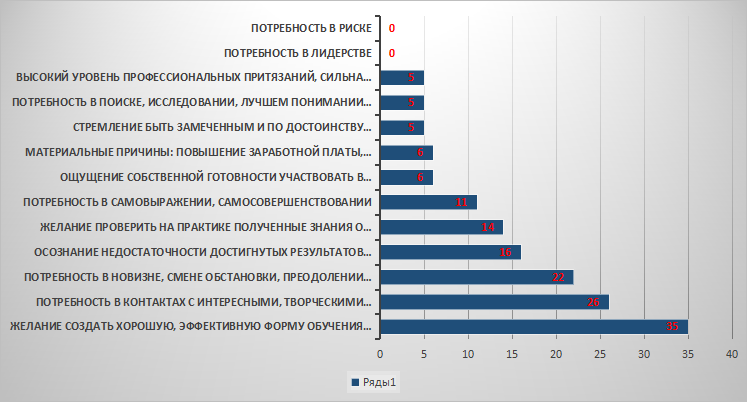 ПОТРЕБНОСТЬ В РИСКЕ 0
ПОТРЕБНОСТЬ В ЛИДЕРСТВЕ 0
ВЫСОКИЙ УРОВЕНЬ ПРОФЕССИОНАЛЬНЫХ ПРИТЯЗАНИЙ, СИЛЬНА... 5
ПОТРЕБНОСТЬ В ПОИСКЕ, ИССЛЕДОВАНИИ, ЛУЧШЕМ ПОНИМАНИИ... 5
СТРЕМЛЕНИЕ БЫТЬ ЗАМЕЧЕННЫМ И ПО ДОСТОИНСТВУ... 5
МАТЕРИАЛЬНЫЕ ПРИЧИНЫ: ПОВЫШЕНИЕ ЗАРАБОТНОЙ ПЛАТЫ,... 6
ОЩУЩЕНИЕ СОБСТВЕННОЙ ГОТОВНОСТИ УЧАСТВОВАТЬ В... 6
ПОТРЕБНОСТЬ В САМОВЫРАЖЕНИИ, САМОСОВЕРШЕНСТВОВАНИИ 11
ЖЕЛАНИЕ ПРОВЕРИТЬ НА ПРАКТИКЕ ПОЛУЧЕННЫЕ ЗНАНИЯ О... 14
ОСОЗНАНИЕ НЕДОСТАТОЧНОСТИ ДОСТИГНУТЫХ РЕЗУЛЬТАТОВ... 16
ПОТРЕБНОСТЬ В НОВИЗНЕ, СМЕНЕ ОБСТАНОВКИ, ПРЕОДОЛЕНИИ... 22
ПОТРЕБНОСТЬ В КОНТАКТАХ С ИНТЕРЕСНЫМИ, ТВОРЧЕСКИМИ... 26
ЖЕЛАНИЕ СОЗДАТЬ ХОРОШУЮ, ЭФФЕКТИВНУЮ ФОРМУ ОБУЧЕНИЯ... 35
0 5 10 15 20 25 30 35 40
Ряды1